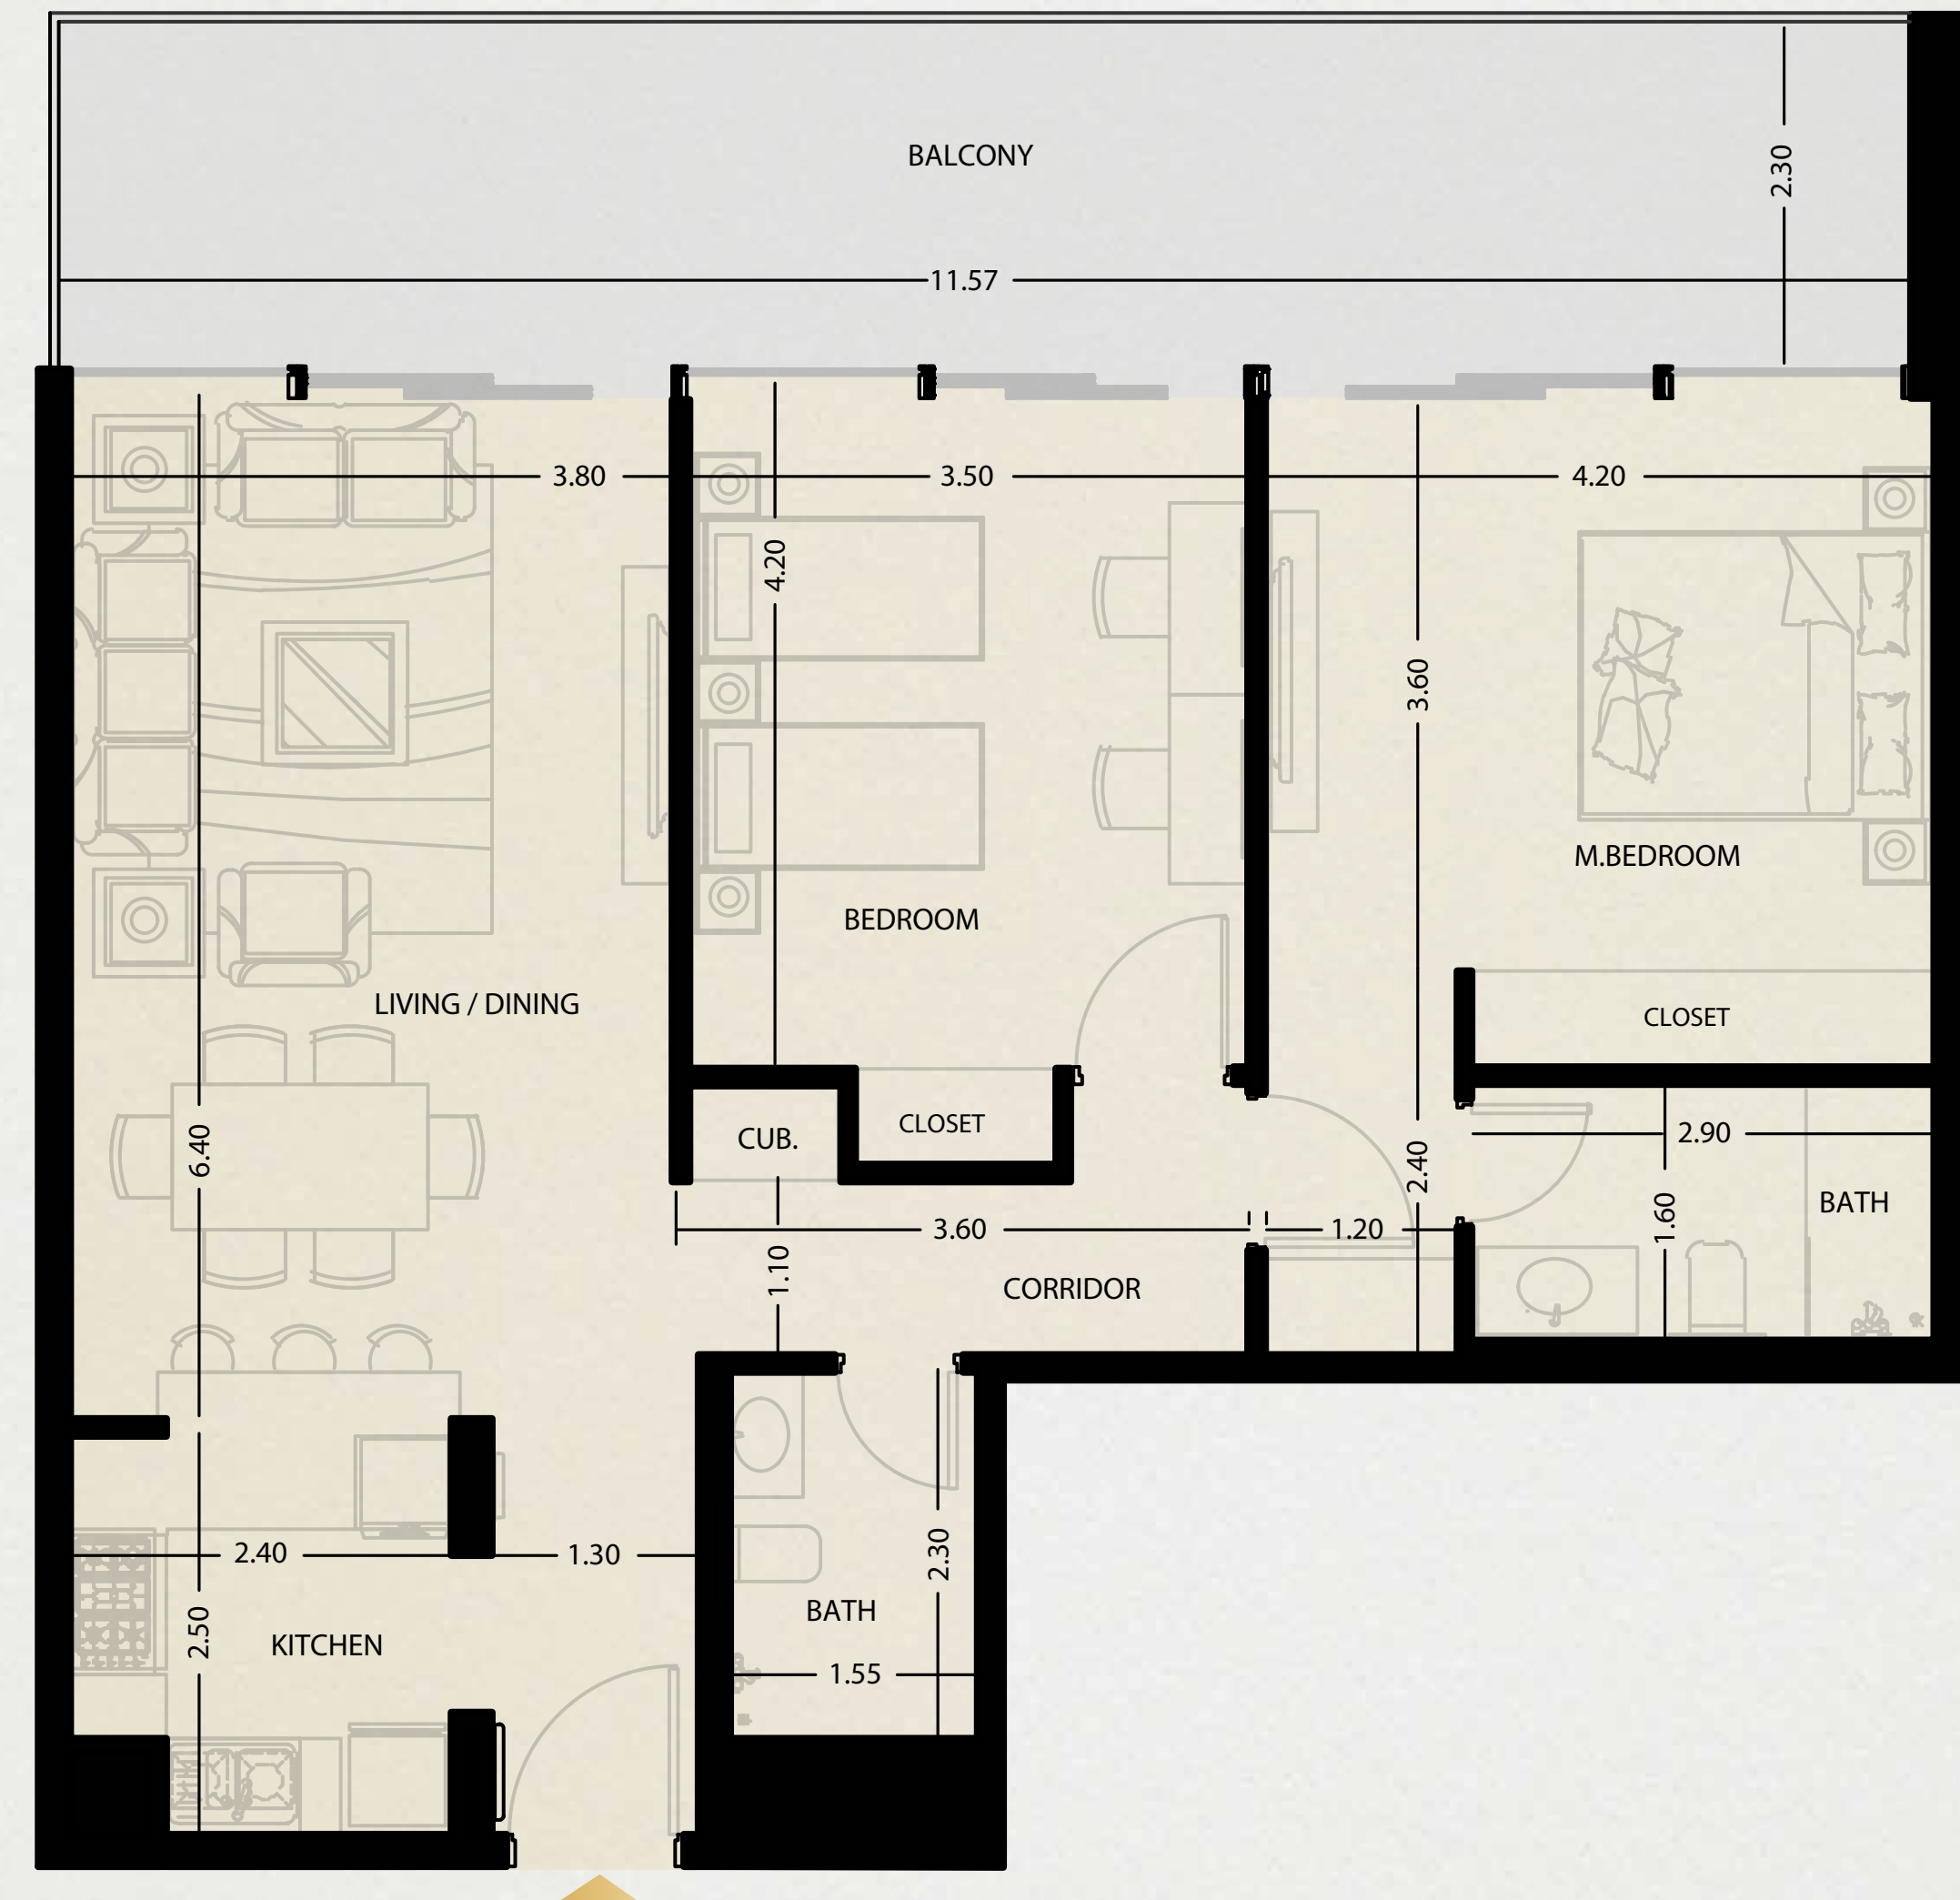 BALCONY
2.30
11.57
3.80
3.50
4.20
4.20
3.60
M.BEDROOM
BEDROOM
LIVING / DINING
CLOSET
CLOSET
CUB.
6.40
2.40
2.90
BATH
1.60
3.60
1.20
1.10
CORRIDOR
2.40
1.30
2.30
2.50
KITCHEN
BATH
1.55